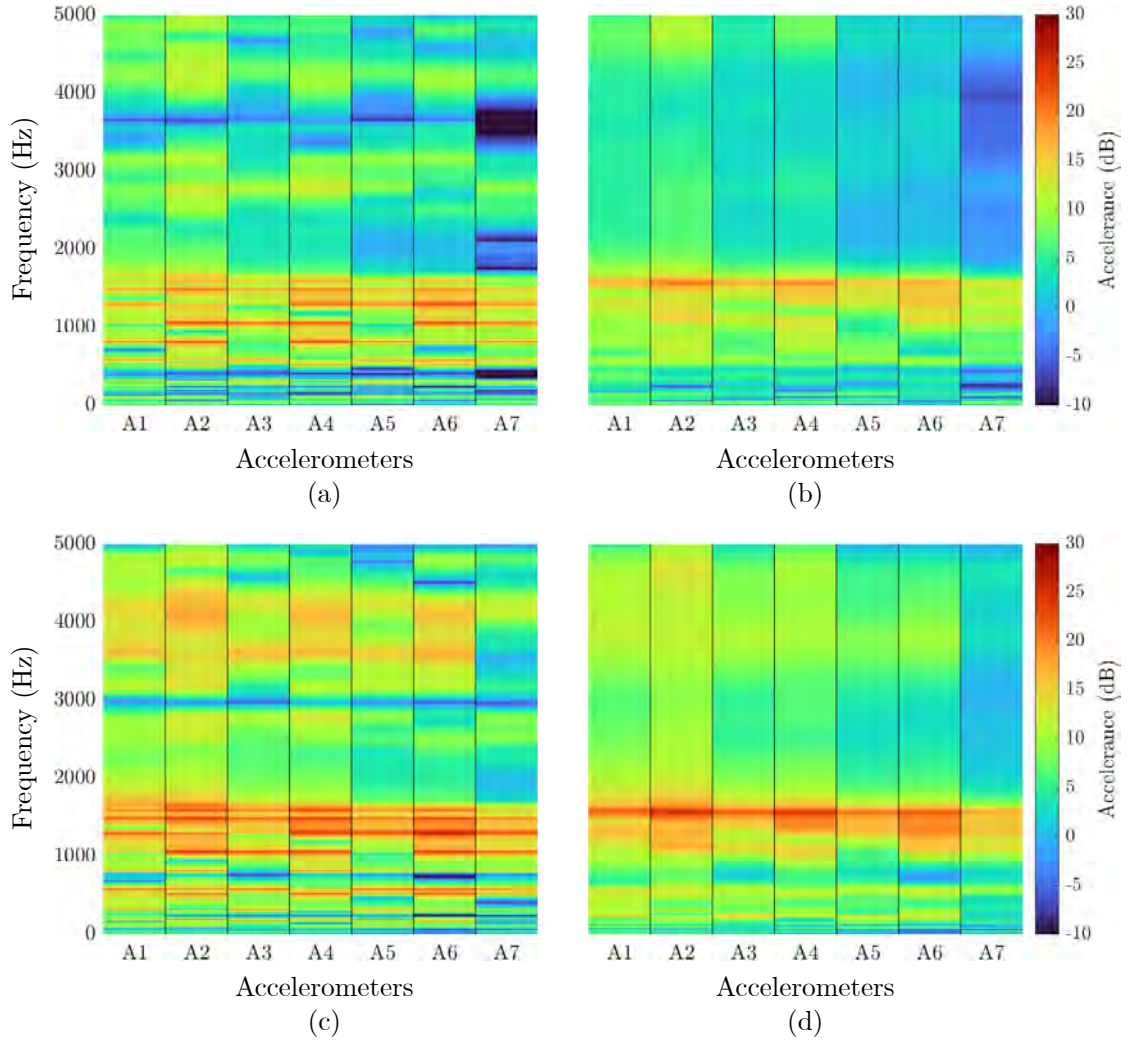 5000
4000
3000
2000
1000
0
Frequency (Hz)
A1 A2 A3 A4 A5 A6 A7
Accelerometers
(a)
A1 A2 A3 A4 A5 A6 A7
Accelerometers
(b)
30
25
20
15
10
5
0
-5
-10
Accelerance (dB)
5000
4000
3000
2000
1000
0
Frequency (Hz)
A1 A2 A3 A4 A5 A6 A7
Accelerometers
(c)
A1 A2 A3 A4 A5 A6 A7
Accelerometers
(d)
30
25
20
15
10
5
0
-5
-10
Accelerance (dB)